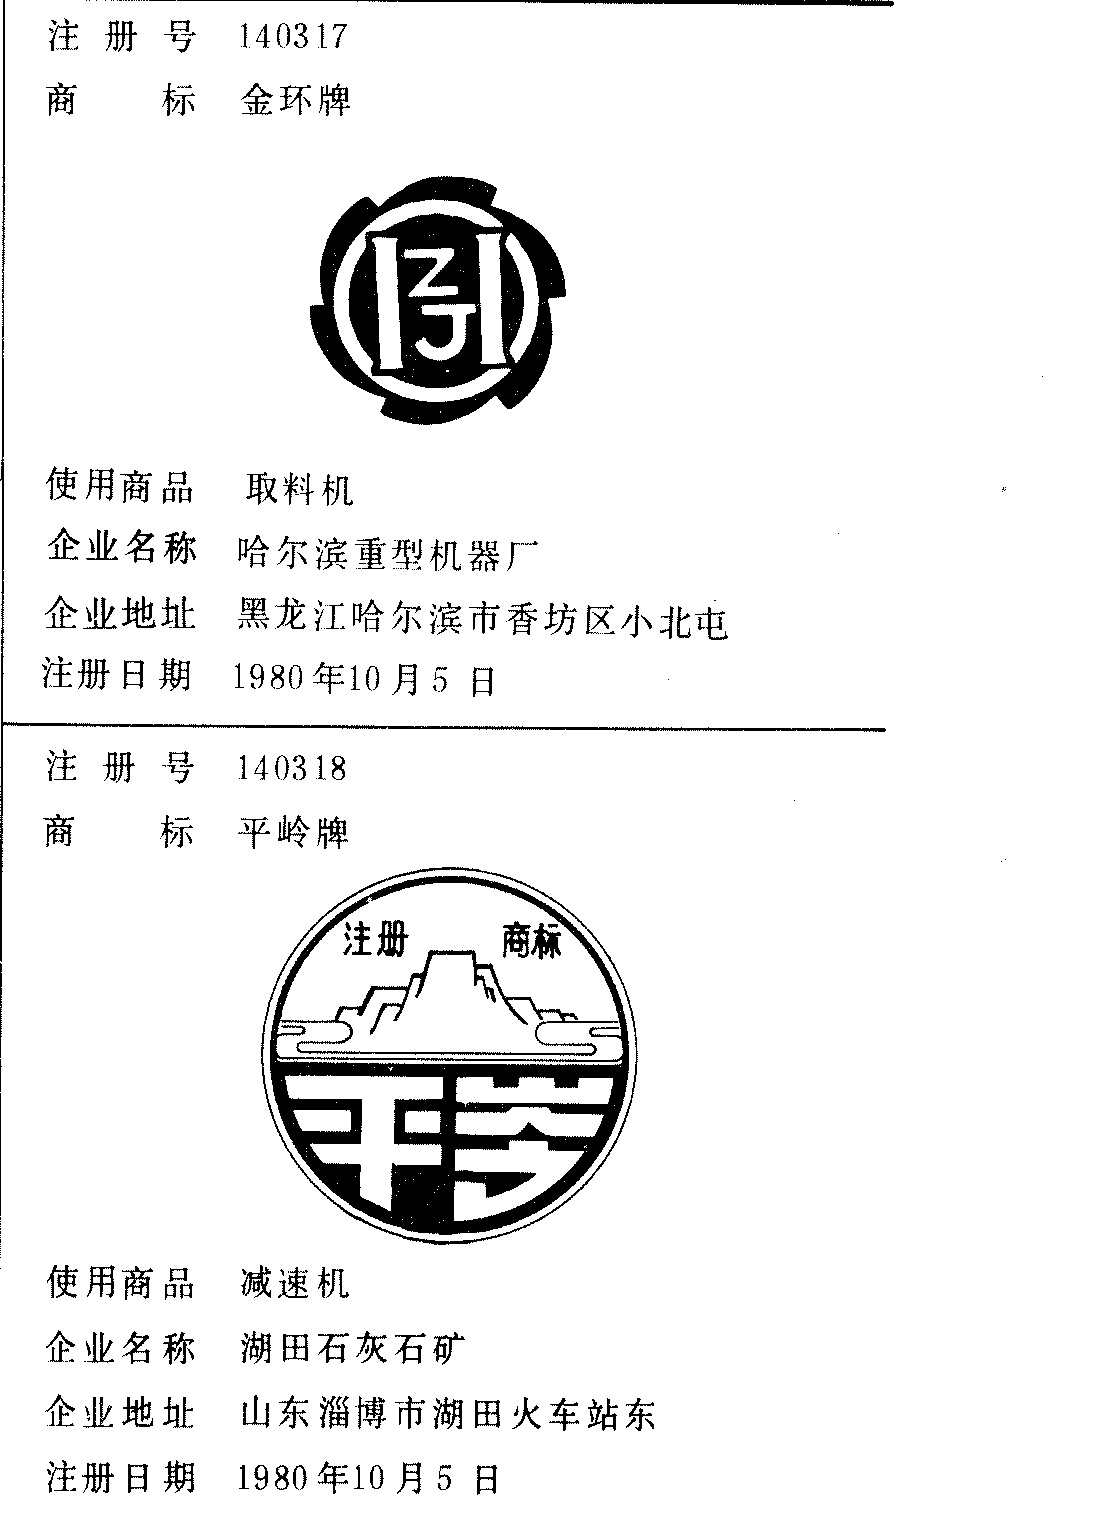 注 册 号 140317
商 标 金环牌
H
Z
J
使用商品 取料机
企业名称 哈尔滨重型机器厂
企业地址 黑龙江哈尔滨市香坊区小北屯
注册日期 1980年10月5日
注 册 号 140318
商 标 平岭牌
注册 商标
平岭
使用商品 减速机
企业名称 湖田石灰石矿
企业地址 山东淄博市湖田火车站东
注册日期 1980年10月5日